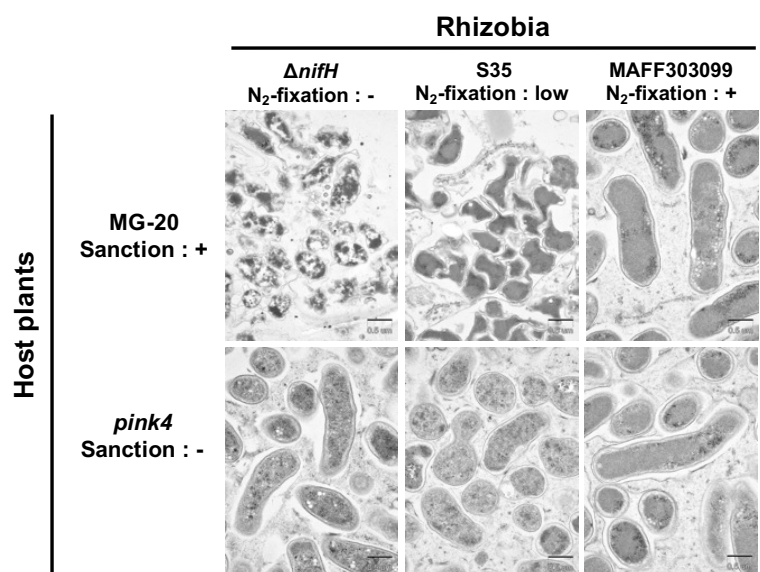 Rhizobia
ΔnifH
N₂-fixation : -
S35
N₂-fixation : low
MAFF303099
N₂-fixation : +
Host plants
MG-20
Sanction : +
0.5 um
0.5 um
0.5 um
pink4
Sanction : -